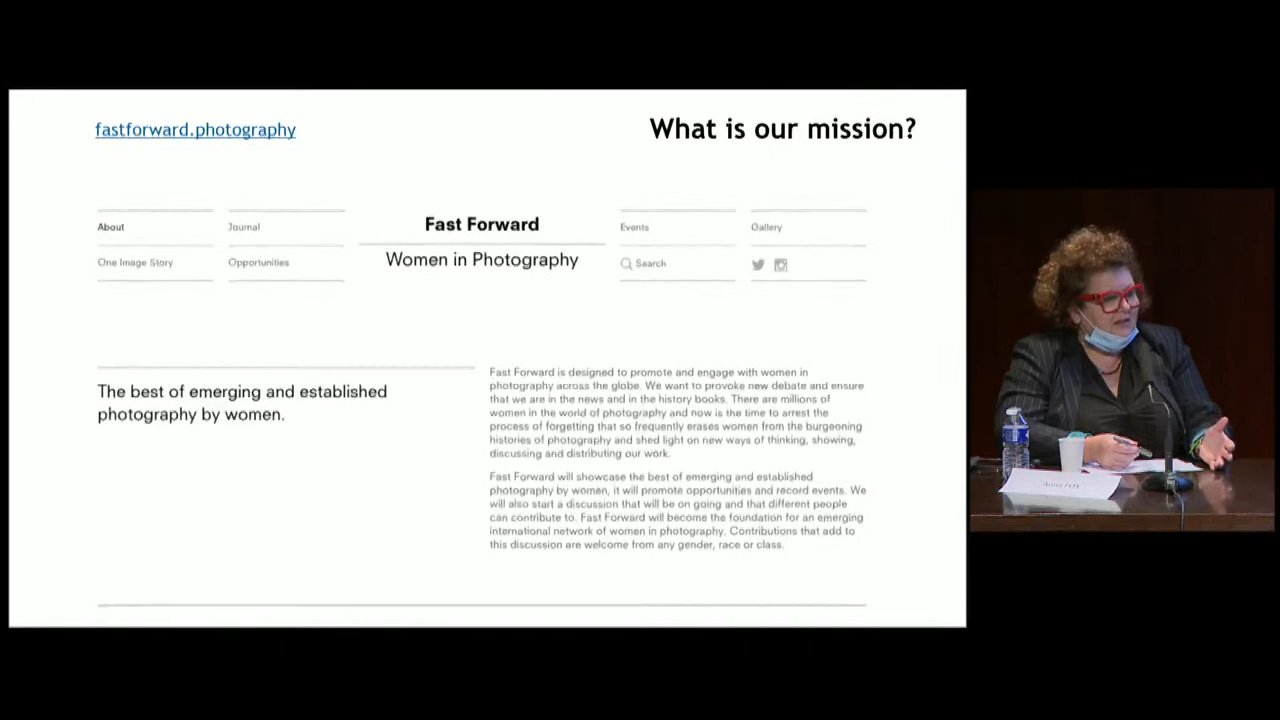 fastforward.photography
What is our mission?
About
Journal
Fast Forward
Events
Gallery
One Image Story
Opportunities
Women in Photography
Search
The best of emerging and established
photography by women.
Fast Forward is designed to promote and engage with women in
photography across the globe. We want to provoke new debate and ensure
that we are in the news and in the history books. There are millions of
women in the world of photography and now is the time to arrest the
process of forgetting that so frequently erases women from the burgeoning
histories of photography and shed light on new ways of thinking, showing,
discussing and distributing our work.
Fast Forward will showcase the best of emerging and established
photography by women, it will promote opportunities and record events. We
will also start a discussion that will be on going and that different people
can contribute to. Fast Forward will become the foundation for an emerging
international network of women in photography. Contributions that add to
this discussion are welcome from any gender, race or class.
Anna FOX